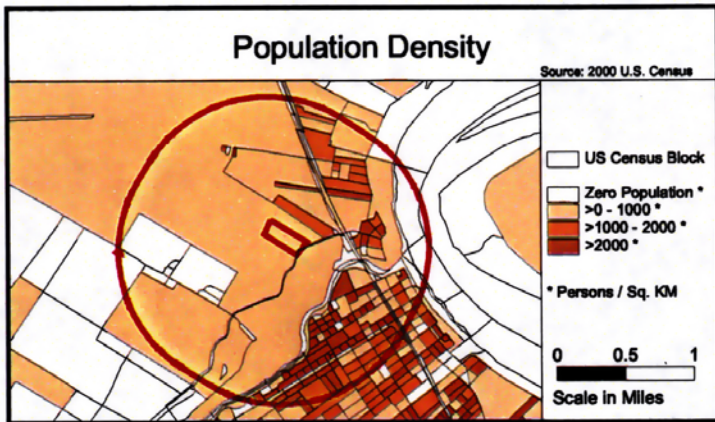 Population Density
Source: 2000 U.S. Census
US Census Block
Zero Population *
>0 - 1000 *
>1000 - 2000 *
>2000 *
* Persons / Sq. KM
0 0.5 1
Scale in Miles